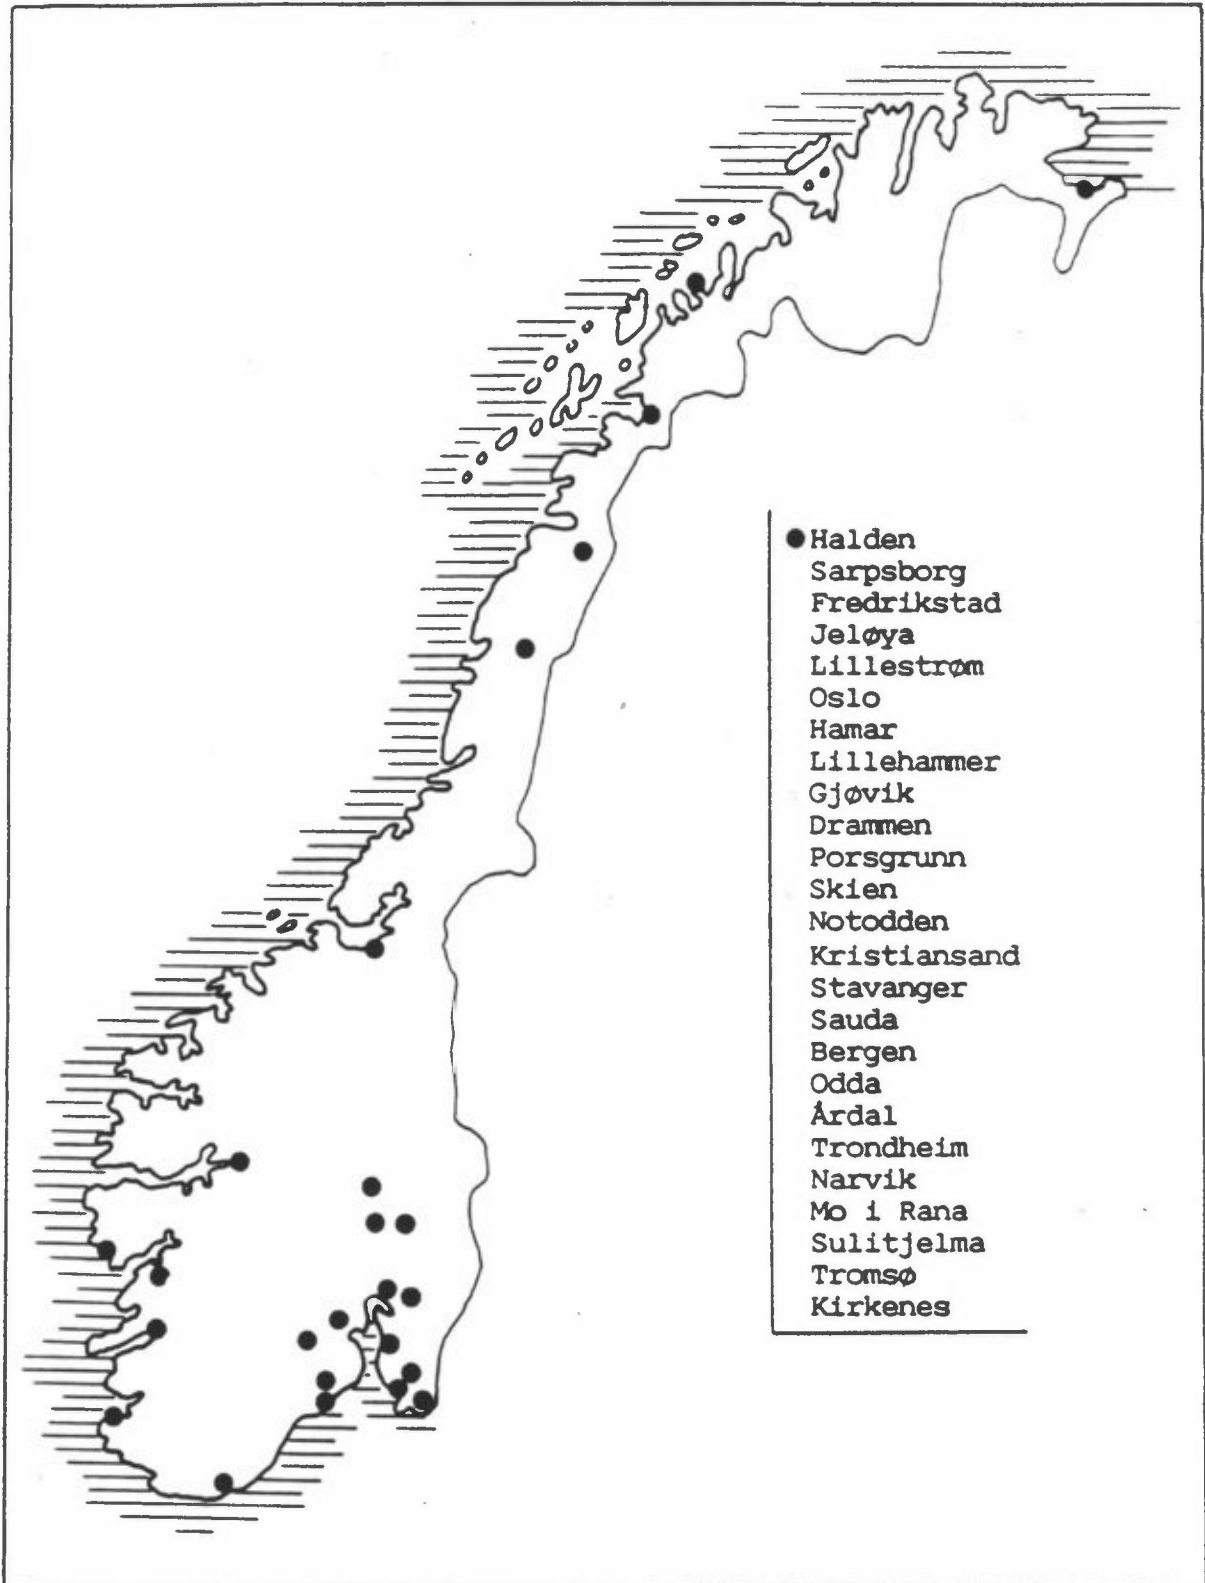 Halden
Sarpsborg
Fredrikstad
Jeløya
Lillestrøm
Oslo
Hamar
Lillehammer
Gjøvik
Drammen
Porsgrunn
Skien
Notodden
Kristiansand
Stavanger
Sauda
Bergen
Odda
Årdal
Trondheim
Narvik
Mo i Rana
Sulitjelma
Tromsø
Kirkenes